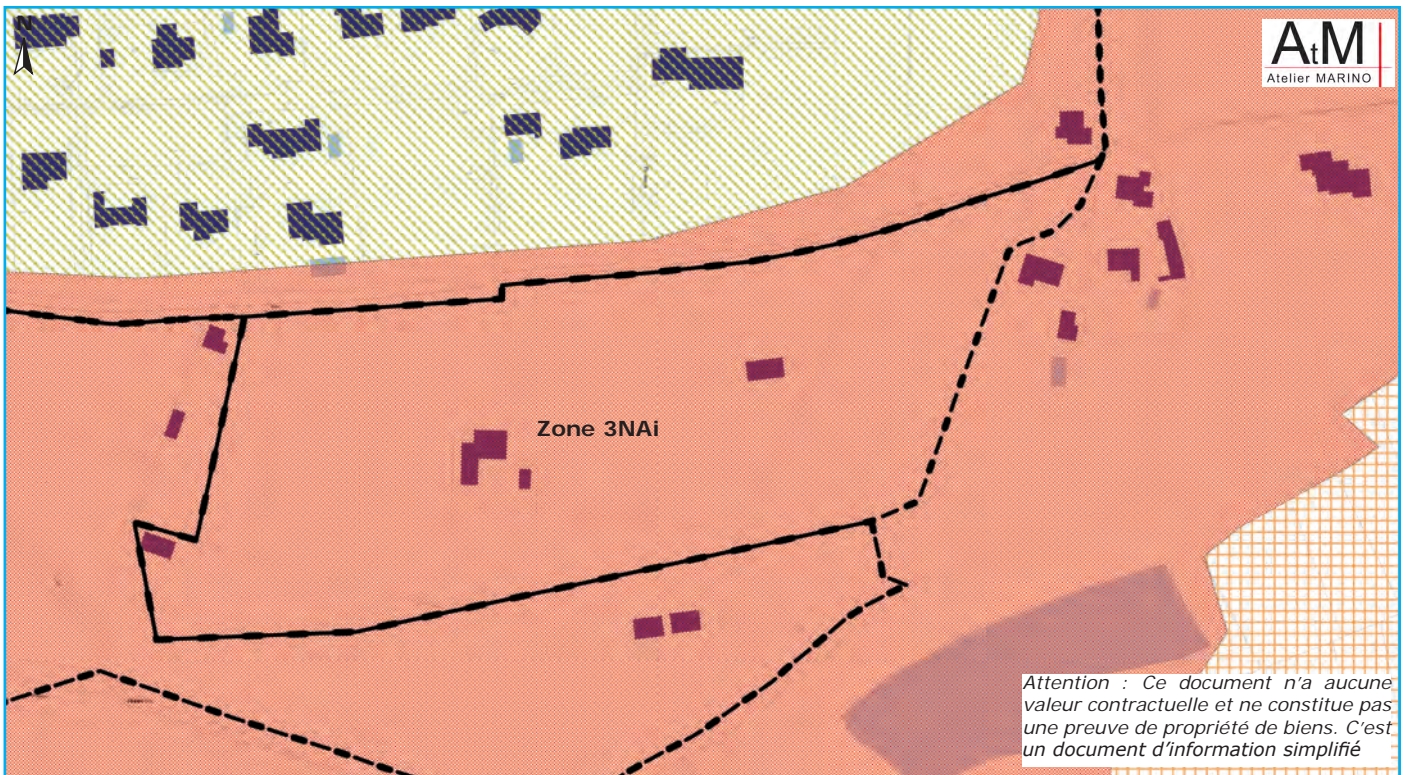 N
AtM
Atelier MARINO
Zone 3NAi
Attention : Ce document n'a aucune
valeur contractuelle et ne constitue pas
une preuve de propriété de biens. C'est
un document d'information simplifié